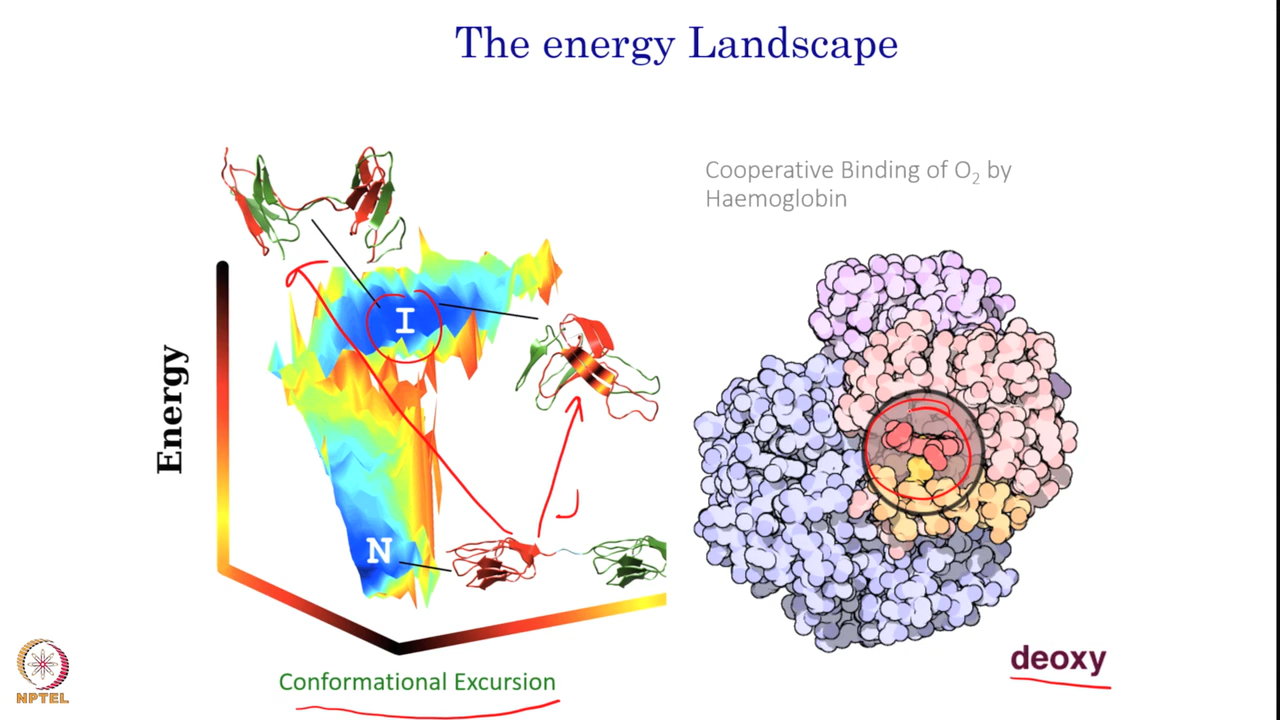 The energy Landscape
Cooperative Binding of O₂ by
Haemoglobin
Energy
I
N
Conformational Excursion
deoxy
NPTEL